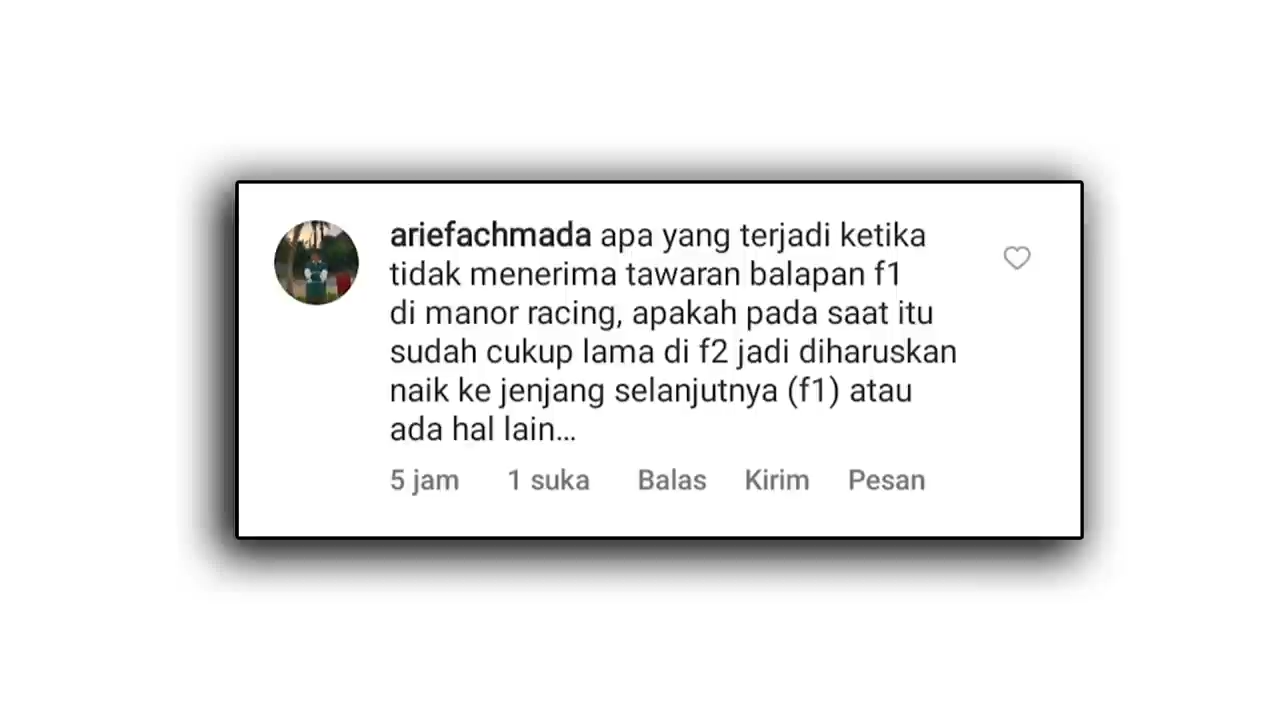 ariefachmada apa yang terjadi ketika
tidak menerima tawaran balapan f1
di manor racing, apakah pada saat itu
sudah cukup lama di f2 jadi diharuskan
naik ke jenjang selanjutnya (f1) atau
ada hal lain...
5 jam 1 suka Balas Kirim Pesan